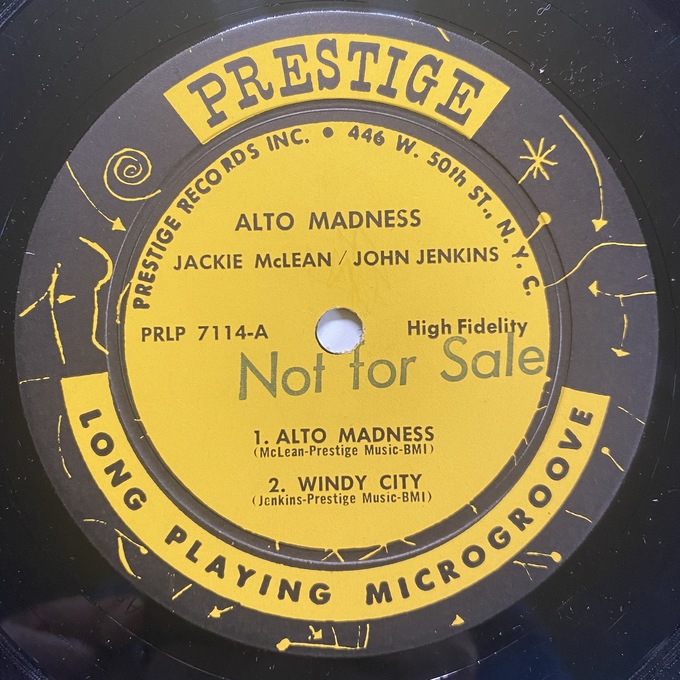 PRESTIGE
PRESTIGE RECORDS INC. • 446 W. 50th ST., N. Y. C.
ALTO MADNESS
JACKIE McLEAN / JOHN JENKINS
PRLP 7114-A
High Fidelity
Not for Sale
1. ALTO MADNESS
(McLean-Prestige Music-BMI)
2. WINDY CITY
(Jenkins-Prestige Music-BMI)
LONG PLAYING MICROGROOVE